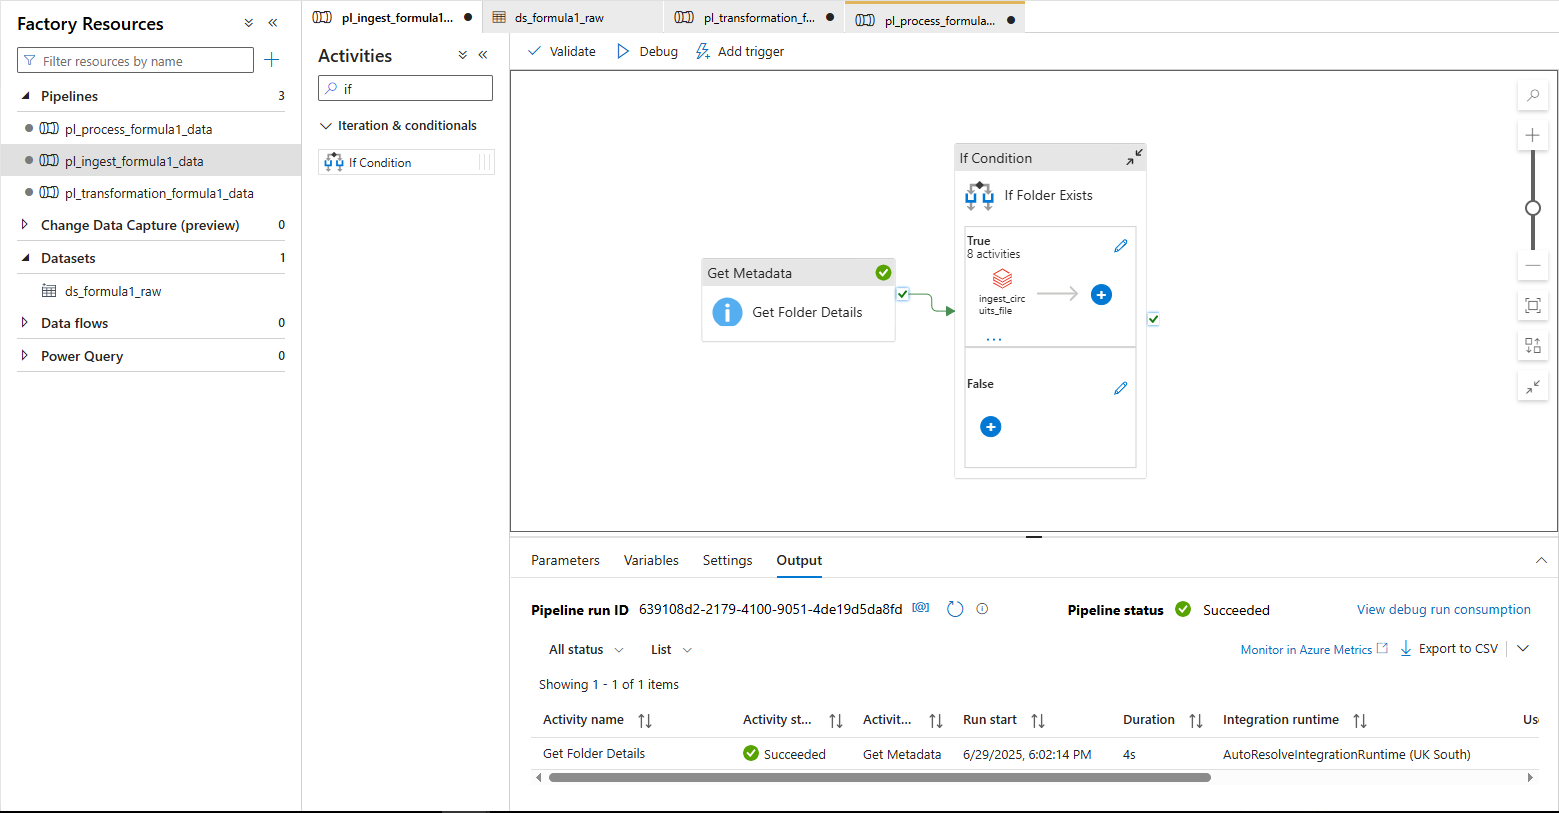 Factory Resources
Filter resources by name
Pipelines 3
pl_process_formula1_data
pl_ingest_formula1_data
pl_transformation_formula1_data
Change Data Capture (preview) 0
Datasets 1
ds_formula1_raw
Data flows 0
Power Query 0
pl_ingest_formula1... ds_formula1_raw pl_transformation_f... pl_process_formula...
Activities
if
Iteration & conditionals
If Condition
Validate Debug Add trigger
If Condition
If Folder Exists
True
8 activities
ingest_circ
uits_file
...
False
Get Metadata
Get Folder Details
Parameters Variables Settings Output
Pipeline run ID 639108d2-2179-4100-9051-4de19d5da8fd Pipeline status Succeeded View debug run consumption
All status List Monitor in Azure Metrics Export to CSV
Showing 1 - 1 of 1 items
Activity name Activity st... Activit... Run start Duration Integration runtime Use
Get Folder Details Succeeded Get Metadata 6/29/2025, 6:02:14 PM 4s AutoResolveIntegrationRuntime (UK South)